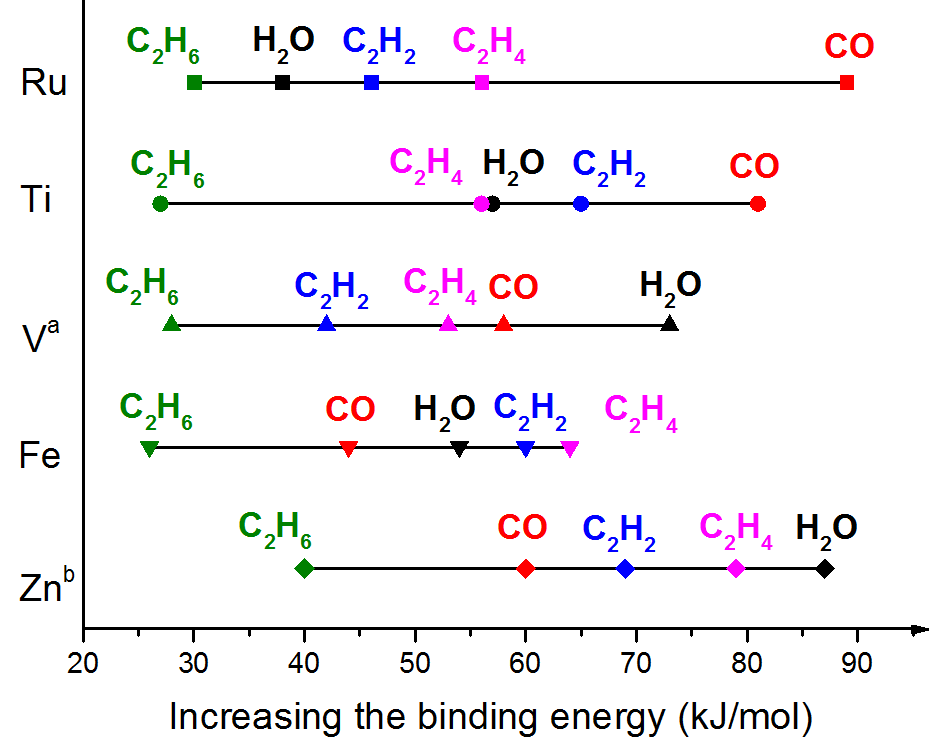 C₂H₆ H₂O C₂H₂ C₂H₄ CO
Ru
C₂H₆ C₂H₄ H₂O C₂H₂ CO
Ti
C₂H₆ C₂H₂ C₂H₄ CO H₂O
Vᵃ
C₂H₆ CO H₂O C₂H₂ C₂H₄
Fe
C₂H₆ CO C₂H₂ C₂H₄ H₂O
Znᵇ
20 30 40 50 60 70 80 90
Increasing the binding energy (kJ/mol)